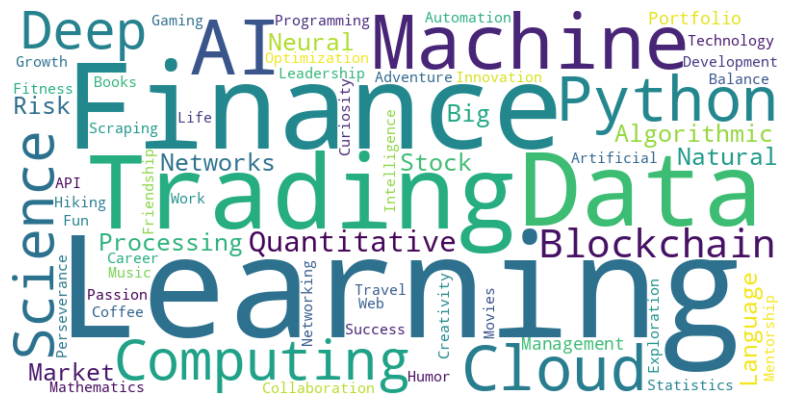 Deep
Gaming
AI
Programming
Neural
Machine
Automation
Portfolio
Technology
Growth
Optimization
Leadership
Adventure
Innovation
Development
Balance
Fitness
Books
Finance
Python
Risk
Scraping
Life
Curiosity
Big
Algorithmic
Science
Networks
Stock
Artificial
Natural
API
Friendship
Trading
Intelligence
Data
Hiking
Work
Fun
Processing
Quantitative
Blockchain
Career
Music
Learning
Perseverance
Passion
Coffee
Networking
Travel
Web
Success
Creativity
Movies
Exploration
Language
Mentorship
Computing
Management
Cloud
Market
Mathematics
Collaboration
Humor
Statistics